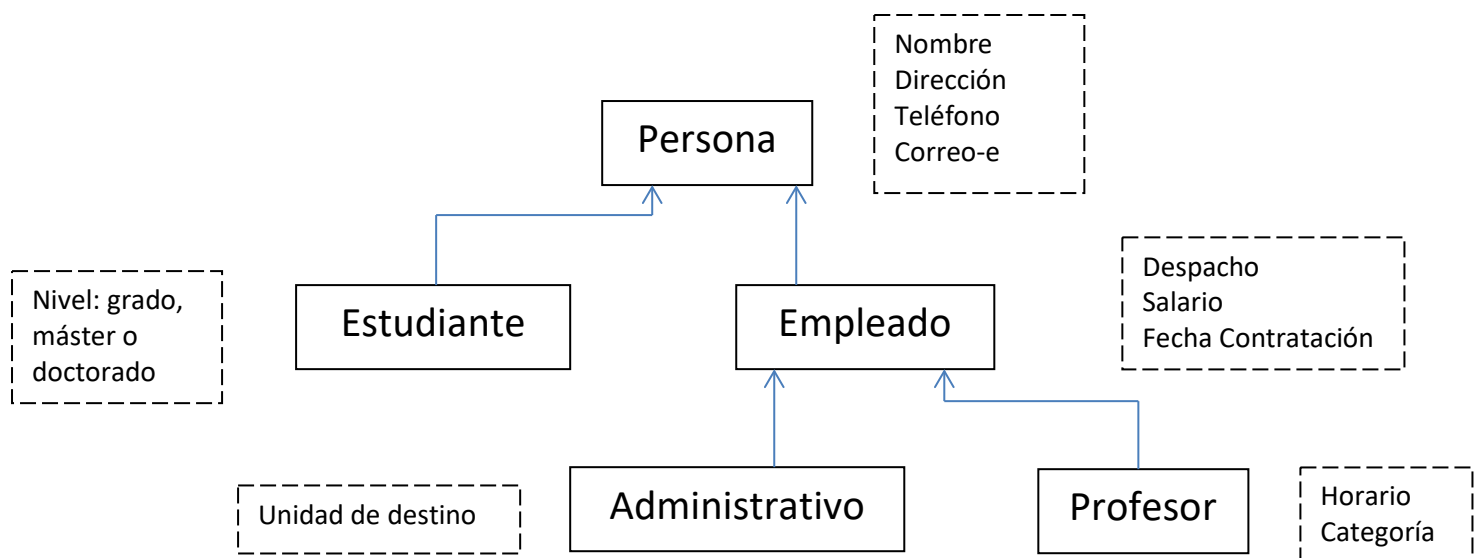 Nombre
Dirección
Teléfono
Correo-e
Persona
Nivel: grado,
máster o
doctorado
Estudiante
Empleado
Despacho
Salario
Fecha Contratación
Unidad de destino
Administrativo
Profesor
Horario
Categoría